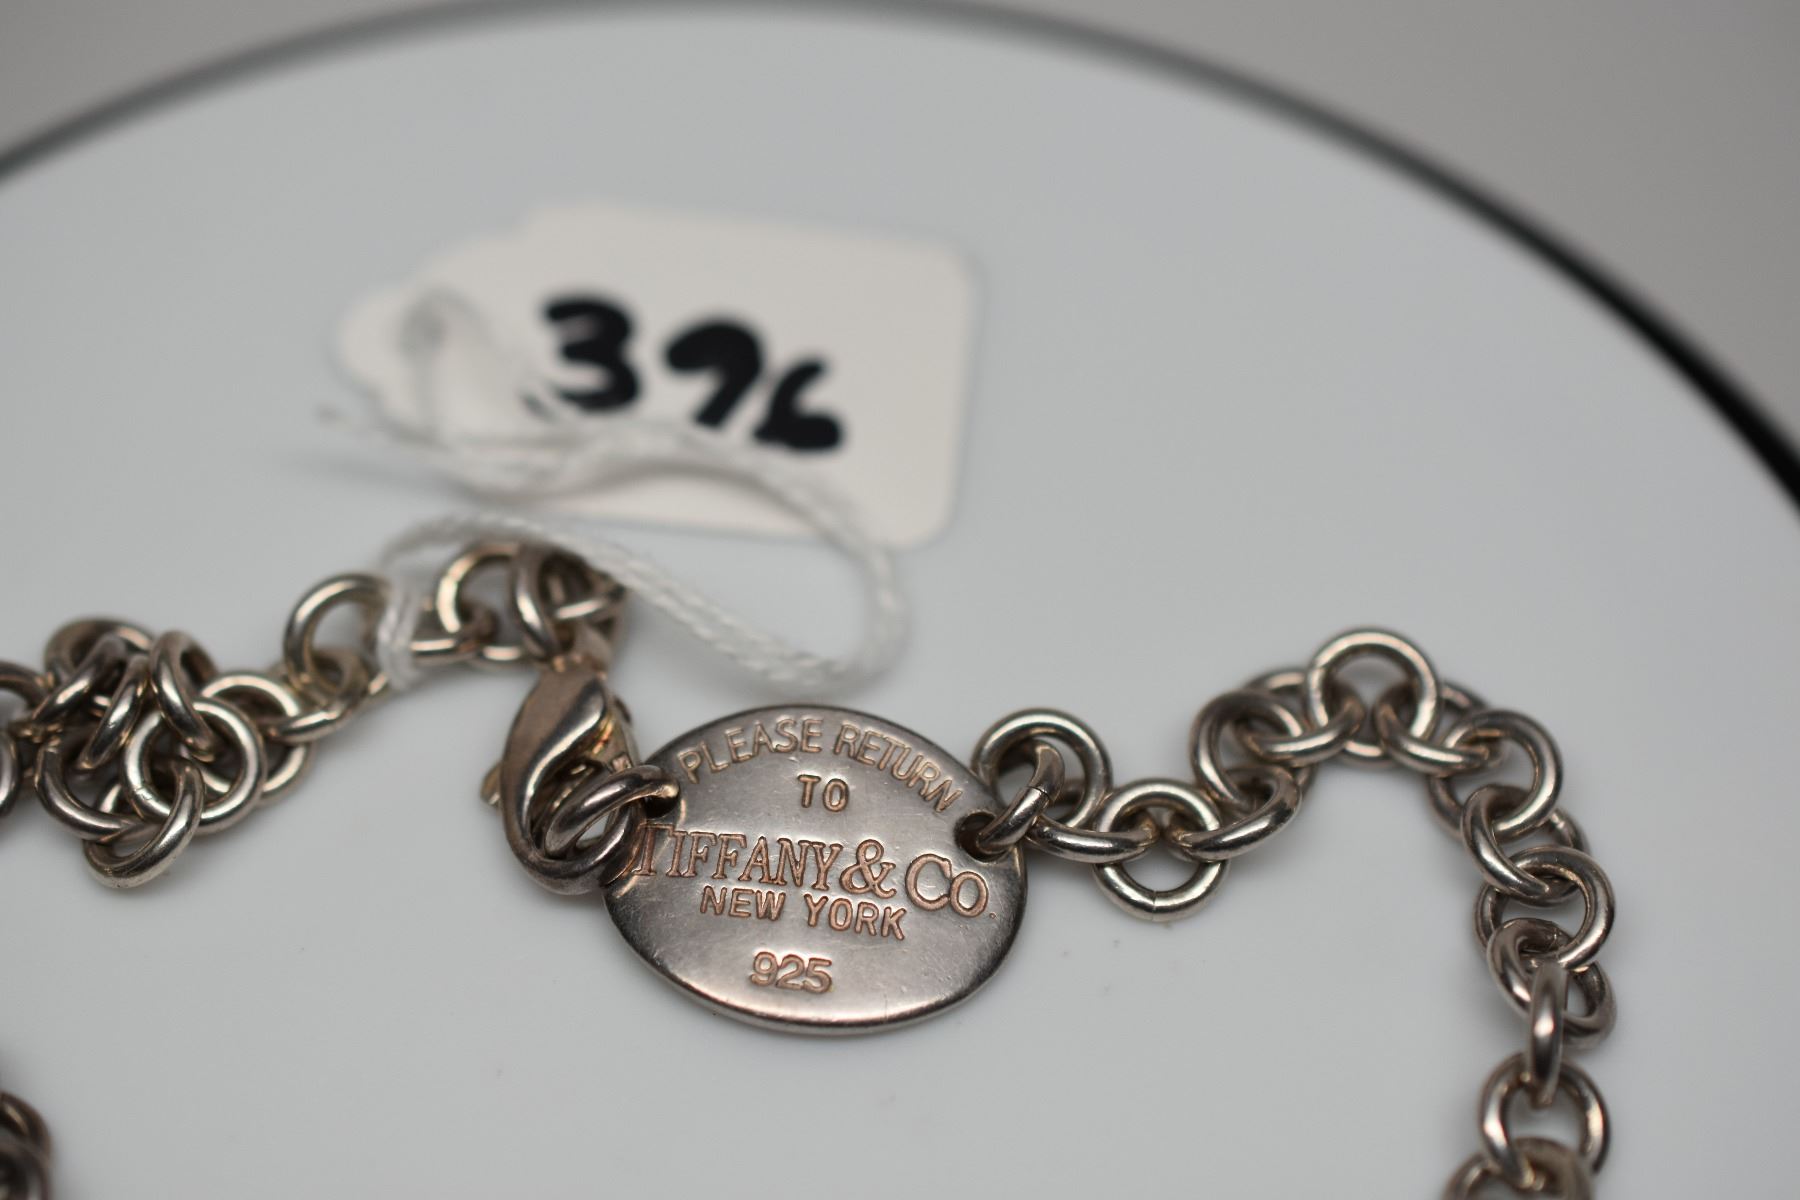 396
PLEASE RETURN
TO
TIFFANY & CO.
NEW YORK
925